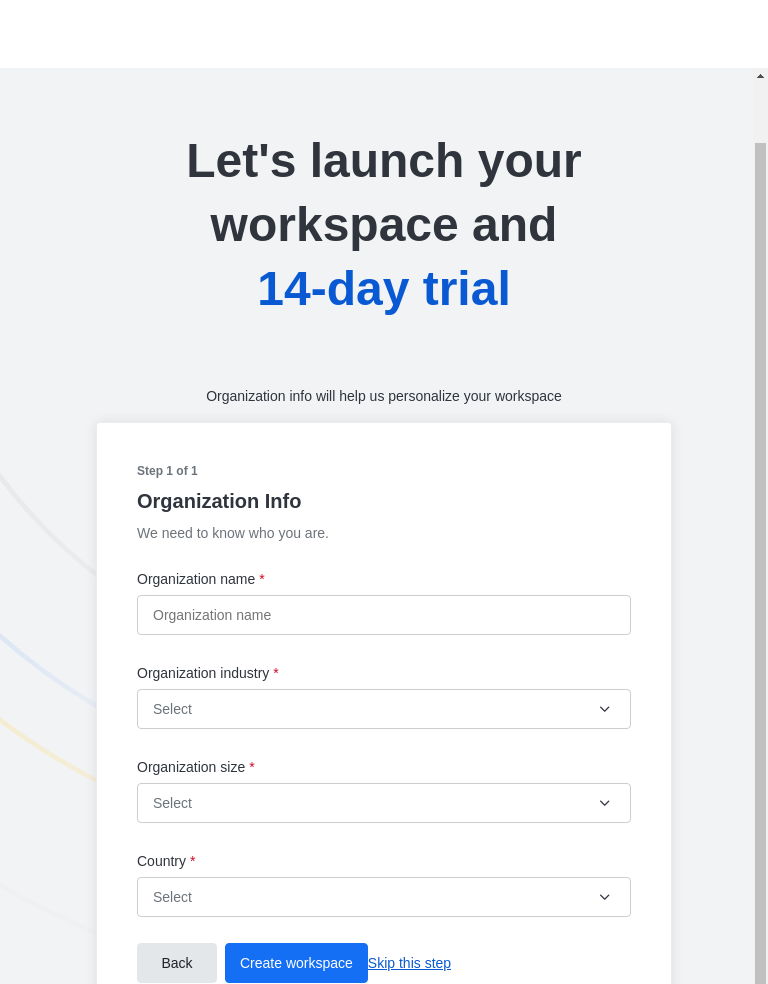 Let's launch your
workspace and
14-day trial
Organization info will help us personalize your workspace
Step 1 of 1
Organization Info
We need to know who you are.
Organization name *
Organization name
Organization industry *
Select
Organization size *
Select
Country *
Select
Back Create workspace Skip this step